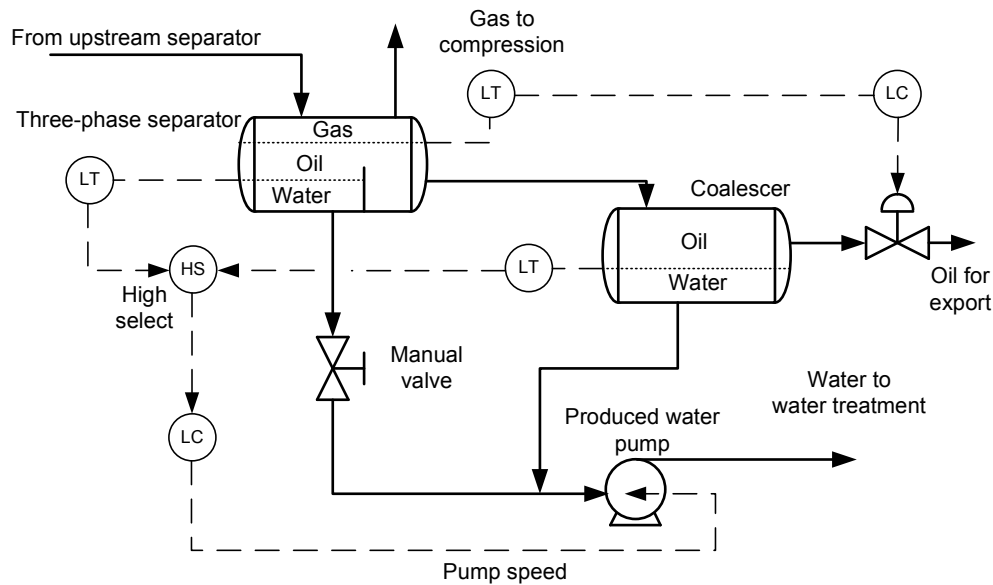 Gas to
compression
From upstream separator
LT
LC
Three-phase separator
Gas
Oil
Water
LT
Coalescer
Oil
Water
LT
HS
High
select
Oil for
export
Manual
valve
Water to
water treatment
LC
Produced water
pump
Pump speed